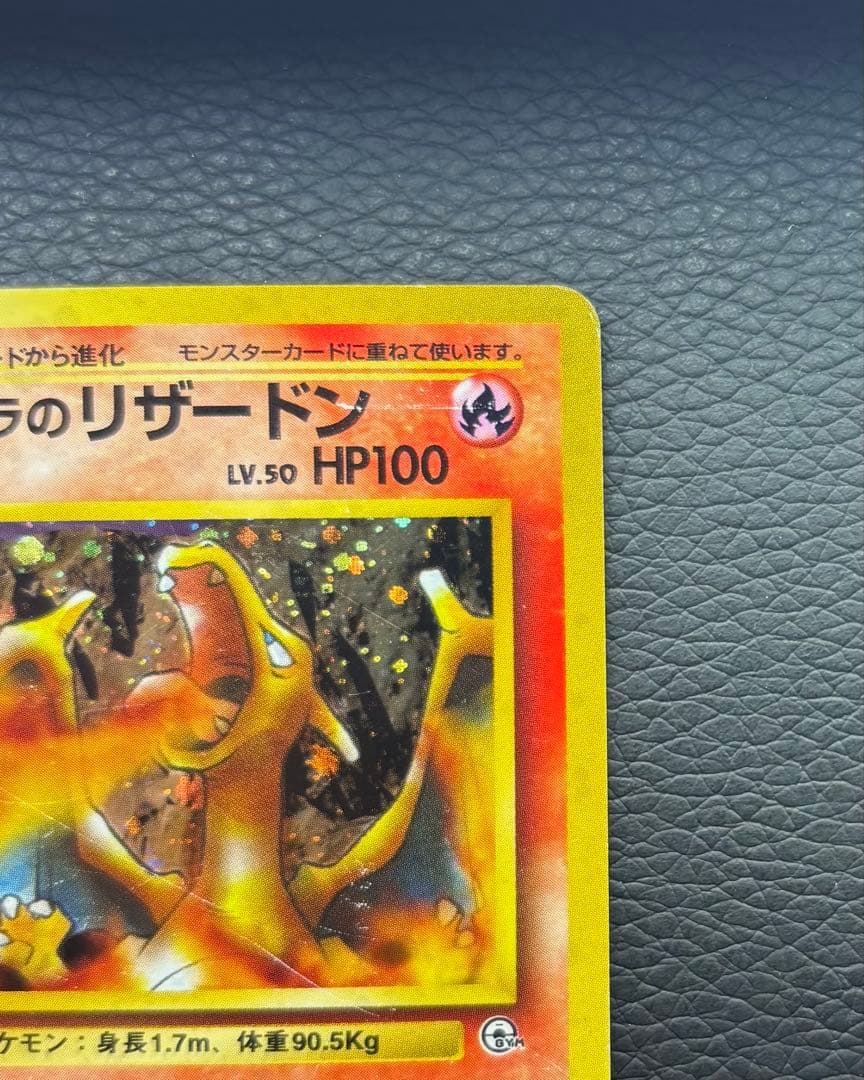 ドから進化
モンスターカードに重ねて使います。
ラのリザードン
LV.50 HP100
ケモン：身長1.7m、体重90.5Kg
GYM